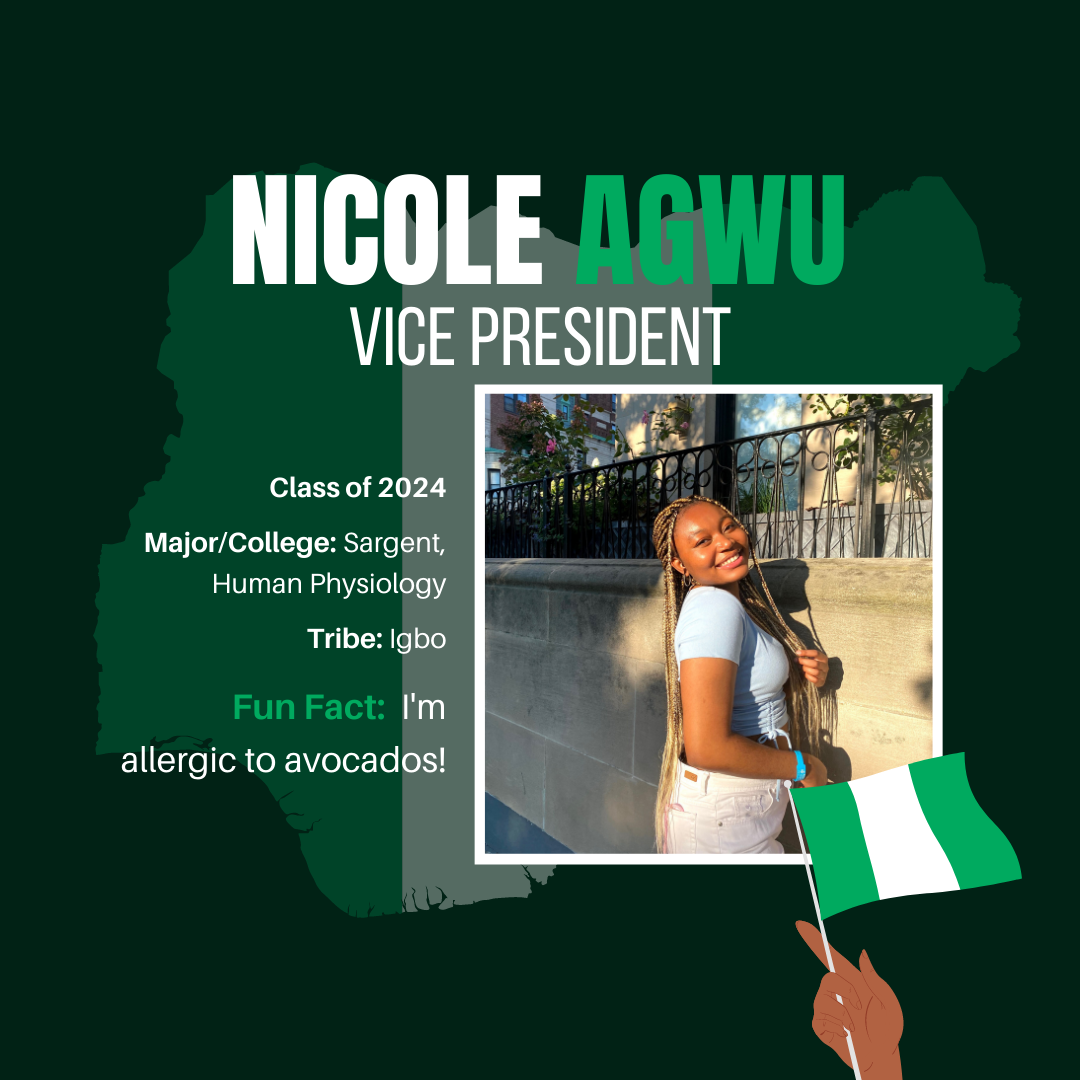 NICOLE AGWU
VICE PRESIDENT
Class of 2024
Major/College: Sargent,
Human Physiology
Tribe: Igbo
Fun Fact: I'm
allergic to avocados!